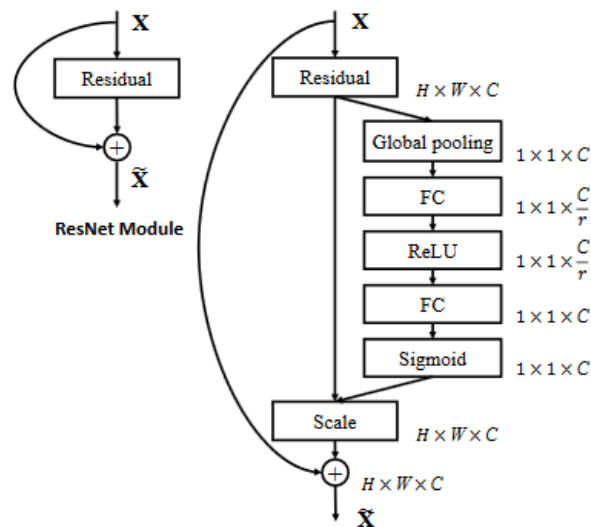 X
Residual
+
X̃
ResNet Module
X
Residual
H × W × C
Global pooling
1 × 1 × C
FC
1 × 1 × C/r
ReLU
1 × 1 × C/r
FC
1 × 1 × C
Sigmoid
1 × 1 × C
Scale
H × W × C
+
H × W × C
X̃